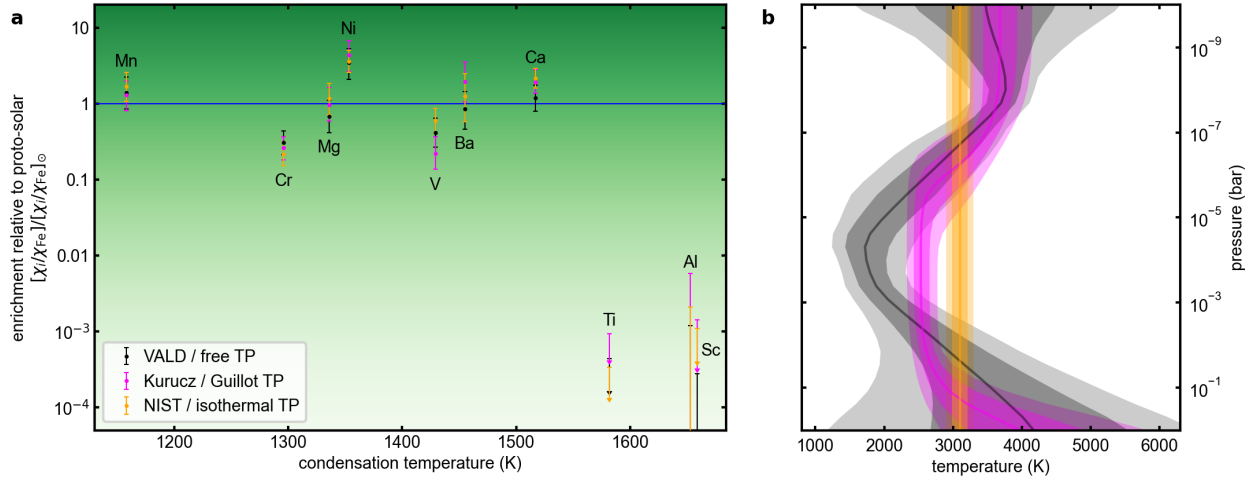 a
enrichment relative to proto-solar
[χi/χFe]/[χi/χFe]⊙
10
1
0.1
0.01
10⁻³
10⁻⁴
Mn
Cr
Mg
Ni
V
Ba
Ca
Ti
Al
Sc
VALD / free TP
Kurucz / Guillot TP
NIST / isothermal TP
1200
1300
1400
1500
1600
condensation temperature (K)
b
10⁻⁹
10⁻⁷
10⁻⁵
10⁻³
10⁻¹
pressure (bar)
1000
2000
3000
4000
5000
6000
temperature (K)